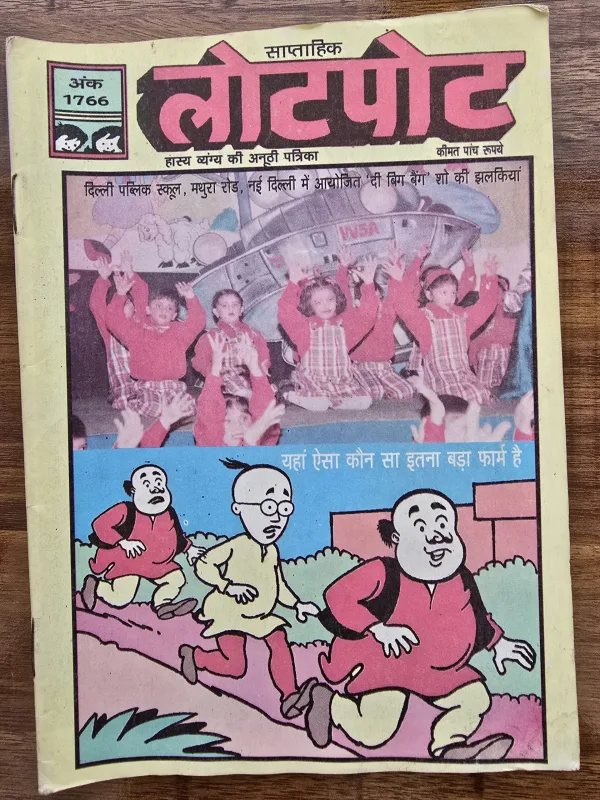 साप्ताहिक
अंक
1766
लोटपोट
हास्य व्यंग्य की अनूठी पत्रिका
कीमत पांच रूपये
दिल्ली पब्लिक स्कूल, मथुरा रोड, नई दिल्ली में आयोजित 'दी बिग बैंग' शो की झलकियां
यहां ऐसा कौन सा इतना बड़ा फार्म है